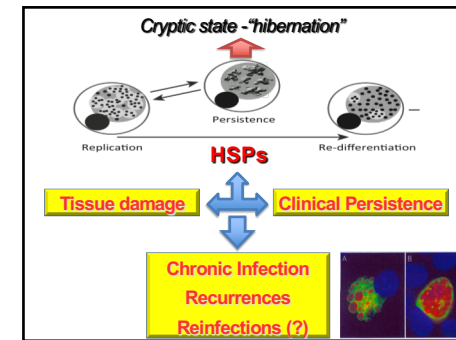 Cryptic state -“hibernation”
Persistence
Replication
Re-differentiation
HSPs
Tissue damage
Clinical Persistence
Chronic Infection
Recurrences
Reinfections (?)
A
B